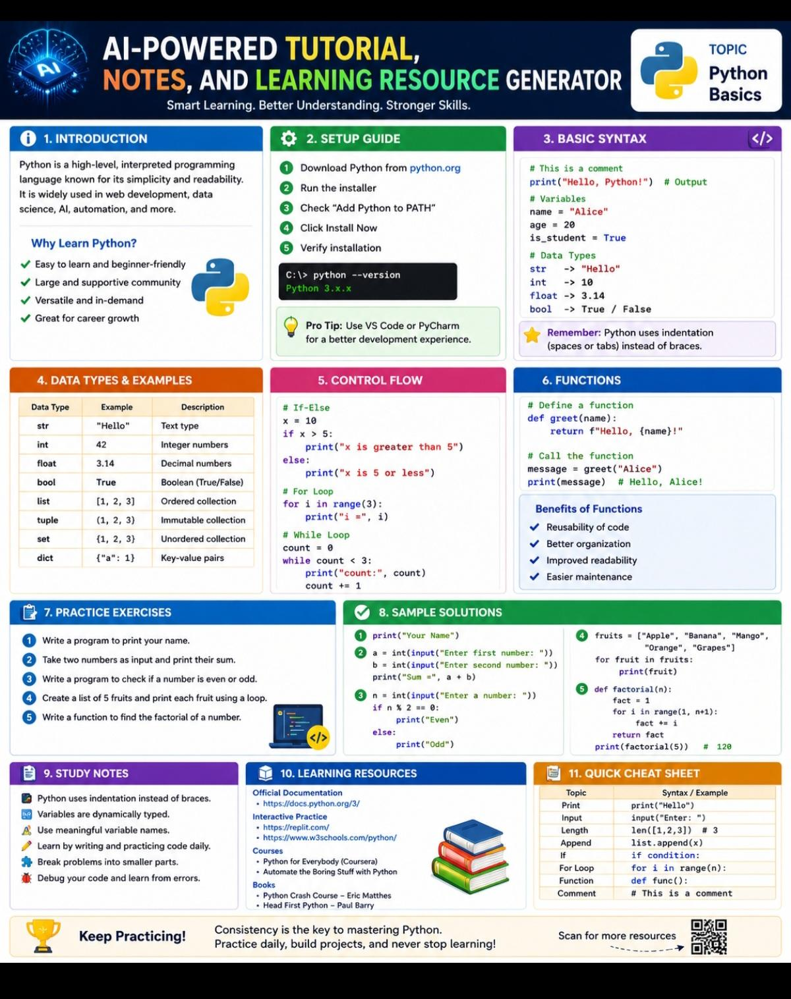 AI
AI-POWERED TUTORIAL,
NOTES, AND LEARNING RESOURCE GENERATOR
Smart Learning. Better Understanding. Stronger Skills.
TOPIC
Python
Basics
1. INTRODUCTION
Python is a high-level, interpreted programming
language known for its simplicity and readability.
It is widely used in web development, data
science, AI, automation, and more.
Why Learn Python?
Easy to learn and beginner-friendly
Large and supportive community
Versatile and in-demand
Great for career growth
2. SETUP GUIDE
1 Download Python from python.org
2 Run the installer
3 Check “Add Python to PATH”
4 Click Install Now
5 Verify installation
C:\> python --version
Python 3.x.x
Pro Tip: Use VS Code or PyCharm
for a better development experience.
3. BASIC SYNTAX
</>
# This is a comment
print("Hello, Python!")  # Output
# Variables
name = "Alice"
age = 20
is_student = True
# Data Types
str   -> "Hello"
int   -> 10
float -> 3.14
bool  -> True / False
Remember: Python uses indentation
(spaces or tabs) instead of braces.
4. DATA TYPES & EXAMPLES
Data Type Example Description
str "Hello" Text type
int 42 Integer numbers
float 3.14 Decimal numbers
bool True Boolean (True/False)
list [1, 2, 3] Ordered collection
tuple (1, 2, 3} Immutable collection
set {1, 2, 3} Unordered collection
dict {"a": 1} Key-value pairs
5. CONTROL FLOW
# If-Else
x = 10
if x > 5:
    print("x is greater than 5")
else:
    print("x is 5 or less")
# For Loop
for i in range(3):
    print("i =", i)
# While Loop
count = 0
while count < 3:
    print("count:", count)
    count += 1
6. FUNCTIONS
# Define a function
def greet(name):
    return f"Hello, {name}!"
# Call the function
message = greet("Alice")
print(message)  # Hello, Alice!
Benefits of Functions
Reusability of code
Better organization
Improved readability
Easier maintenance
7. PRACTICE EXERCISES
1 Write a program to print your name.
2 Take two numbers as input and print their sum.
3 Write a program to check if a number is even or odd.
4 Create a list of 5 fruits and print each fruit using a loop.
5 Write a function to find the factorial of a number.
</>
8. SAMPLE SOLUTIONS
1 print("Your Name")
2 a = int(input("Enter first number: "))
b = int(input("Enter second number: "))
print("Sum =", a + b)
3 n = int(input("Enter a number: "))
if n % 2 == 0:
    print("Even")
else:
    print("Odd")
4 fruits = ["Apple", "Banana", "Mango",
"Orange", "Grapes"]
for fruit in fruits:
    print(fruit)
5 def factorial(n):
    fact = 1
    for i in range(1, n+1):
        fact += i
    return fact
print(factorial(5))  # 120
9. STUDY NOTES
Python uses indentation instead of braces.
Variables are dynamically typed.
Use meaningful variable names.
Learn by writing and practicing code daily.
Break problems into smaller parts.
Debug your code and learn from errors.
10. LEARNING RESOURCES
Official Documentation
• https://docs.python.org/3/
Interactive Practice
• https://replit.com/
• https://www.w3schools.com/python/
Courses
• Python for Everybody (Coursera)
• Automate the Boring Stuff with Python
Books
• Python Crash Course – Eric Matthes
• Head First Python – Paul Barry
11. QUICK CHEAT SHEET
Topic Syntax / Example
Print print("Hello")
Input input("Enter: ")
Length len([1,2,3])  # 3
Append list.append(x)
If if condition:
For Loop for i in range(n):
Function def func():
Comment # This is a comment
Keep Practicing!
Consistency is the key to mastering Python.
Practice daily, build projects, and never stop learning!
Scan for more resources